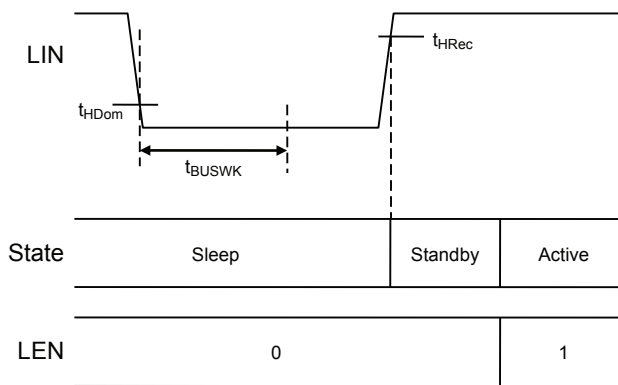 LIN
tHRec
tHDom
tBUSWK
State
Sleep
Standby
Active
LEN
0
1